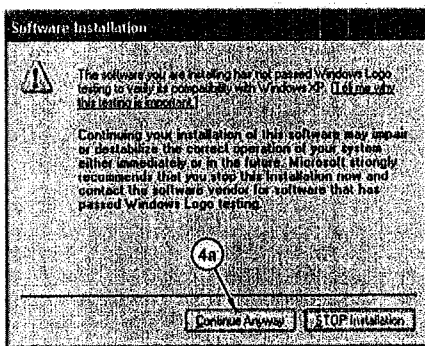 Software Installation
The software you are installing has not passed Windows Logo
testing to verify its compatibility with Windows XP. (Tell me why
this testing is important.)
Continuing your installation of this software may impair
or destabilize the correct operation of your system
either immediately or in the future. Microsoft strongly
recommends that you stop this installation now and
contact the software vendor for software that has
passed Windows Logo testing.
4a
Continue Anyway
STOP Installation